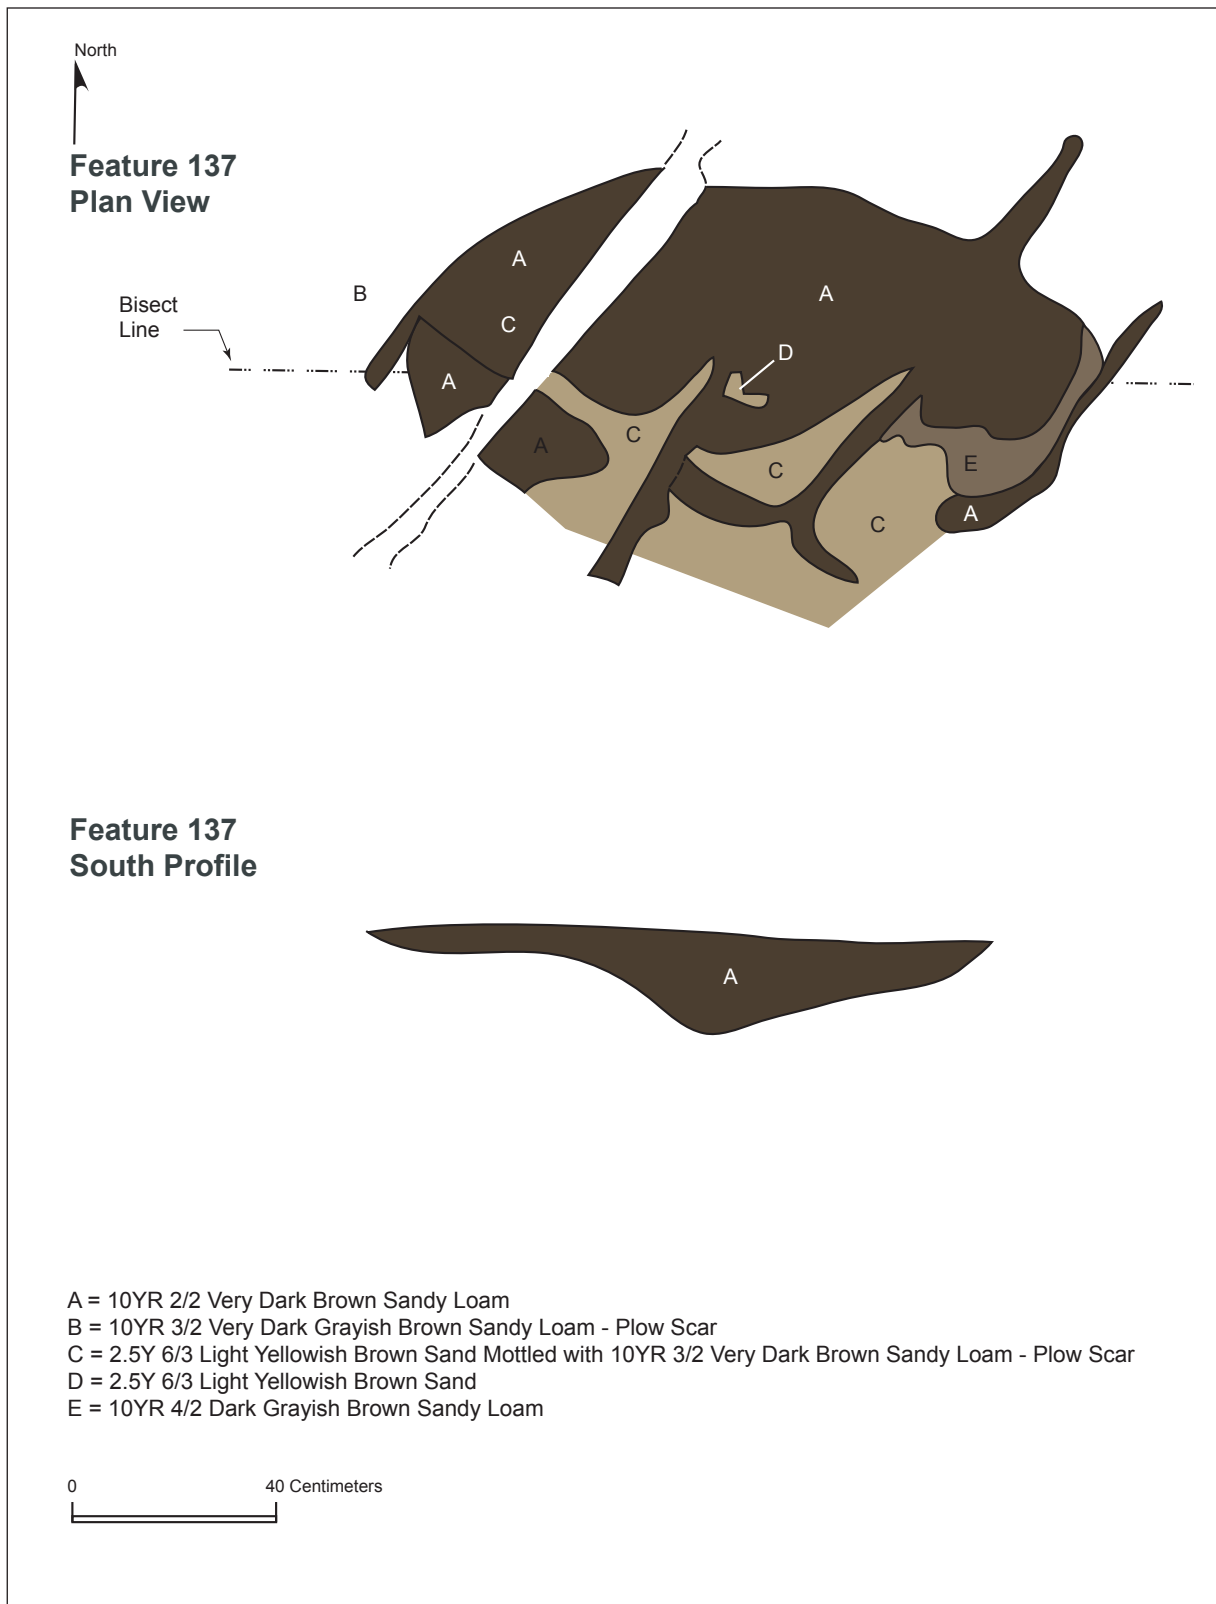 North
Feature 137
Plan View
A
B
A
Bisect
Line
C
D
A
C
A
C
E
A
C
Feature 137
South Profile
A
A = 10YR 2/2 Very Dark Brown Sandy Loam
B = 10YR 3/2 Very Dark Grayish Brown Sandy Loam - Plow Scar
C = 2.5Y 6/3 Light Yellowish Brown Sand Mottled with 10YR 3/2 Very Dark Brown Sandy Loam - Plow Scar
D = 2.5Y 6/3 Light Yellowish Brown Sand
E = 10YR 4/2 Dark Grayish Brown Sandy Loam
0 40 Centimeters